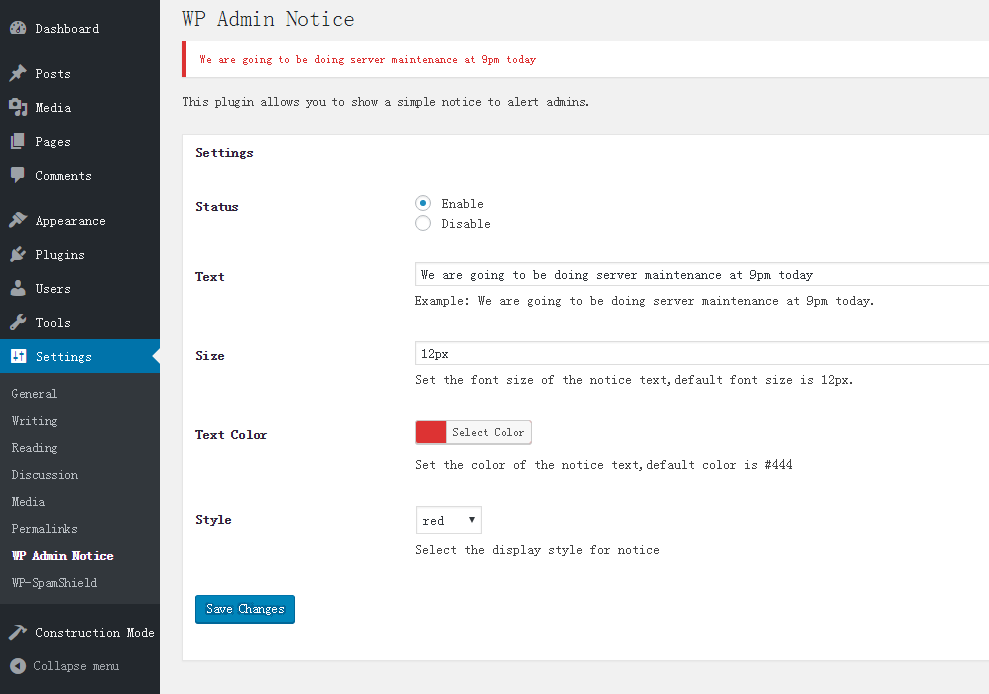 Dashboard
Posts
Media
Pages
Comments
Appearance
Plugins
Users
Tools
Settings
General
Writing
Reading
Discussion
Media
Permalinks
WP Admin Notice
WP-SpamShield
Construction Mode
Collapse menu
WP Admin Notice
We are going to be doing server maintenance at 9pm today
This plugin allows you to show a simple notice to alert admins.
Settings
Status
Enable
Disable
Text
We are going to be doing server maintenance at 9pm today
Example: We are going to be doing server maintenance at 9pm today.
Size
12px
Set the font size of the notice text,default font size is 12px.
Text Color
Select Color
Set the color of the notice text,default color is #444
Style
red
Select the display style for notice
Save Changes